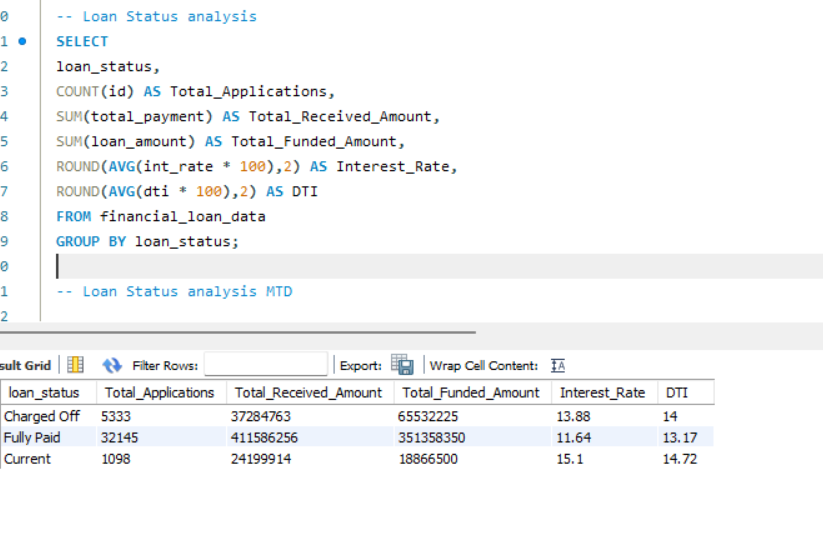 0 -- Loan Status analysis
1 SELECT
2 loan_status,
3 COUNT(id) AS Total_Applications,
4 SUM(total_payment) AS Total_Received_Amount,
5 SUM(loan_amount) AS Total_Funded_Amount,
6 ROUND(AVG(int_rate * 100),2) AS Interest_Rate,
7 ROUND(AVG(dti * 100),2) AS DTI
8 FROM financial_loan_data
9 GROUP BY loan_status;
0
1 -- Loan Status analysis MTD
2
sult Grid Filter Rows: Export: Wrap Cell Content: IA
loan_status Total_Applications Total_Received_Amount Total_Funded_Amount Interest_Rate DTI
Charged Off 5333 37284763 65532225 13.88 14
Fully Paid 32145 411586256 351358350 11.64 13.17
Current 1098 24199914 18866500 15.1 14.72